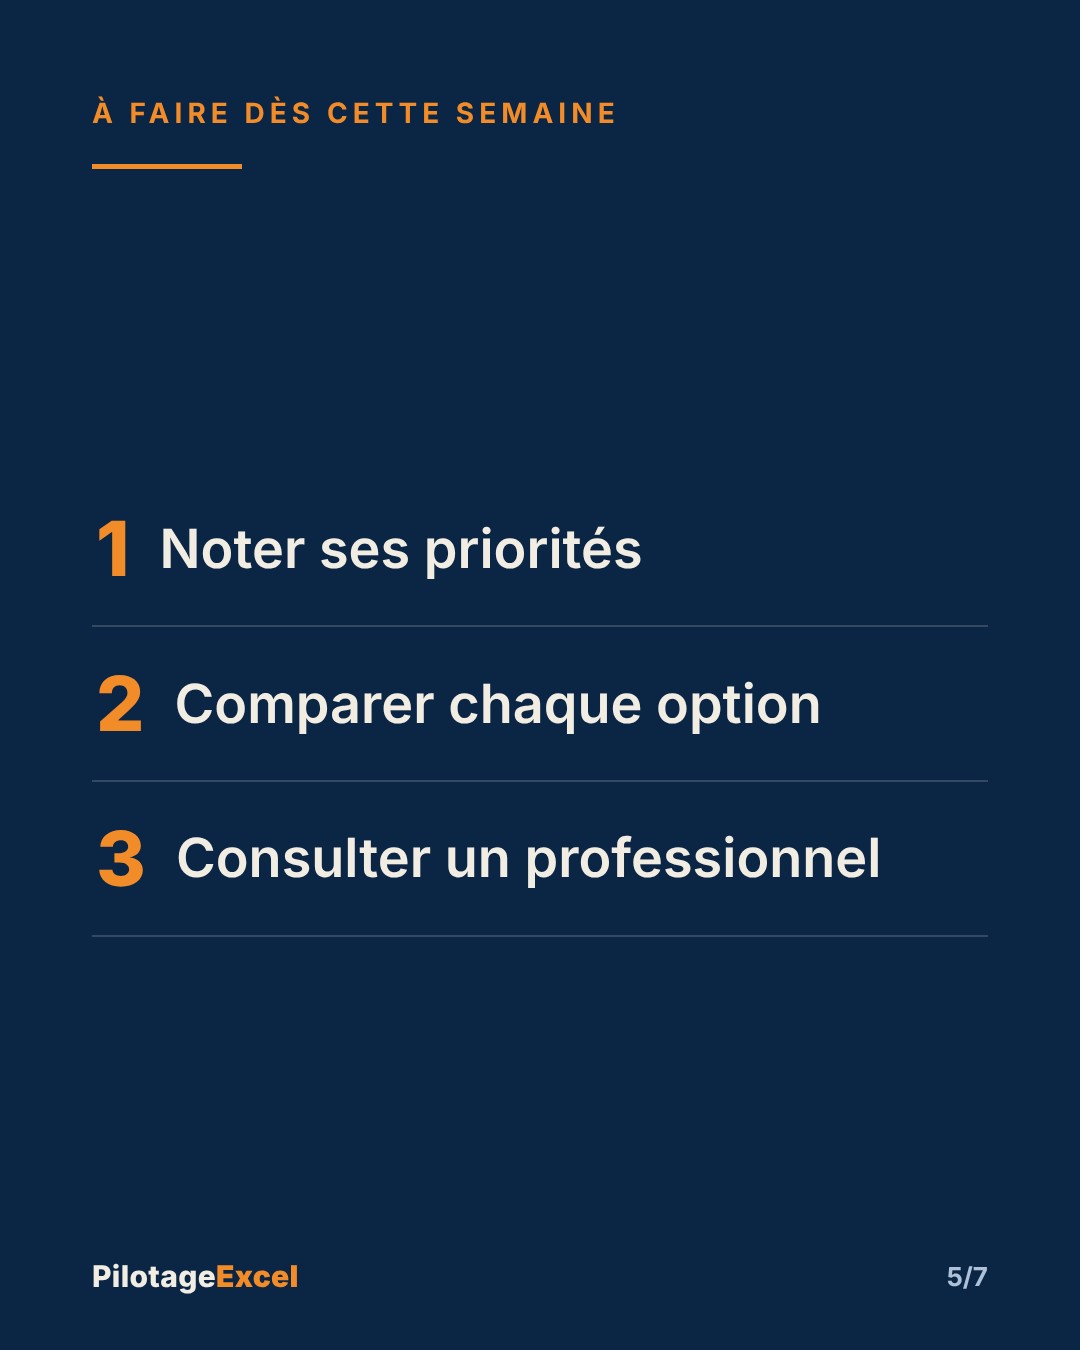 À FAIRE DÈS CETTE SEMAINE
1 Noter ses priorités
2 Comparer chaque option
3 Consulter un professionnel
PilotageExcel
5/7